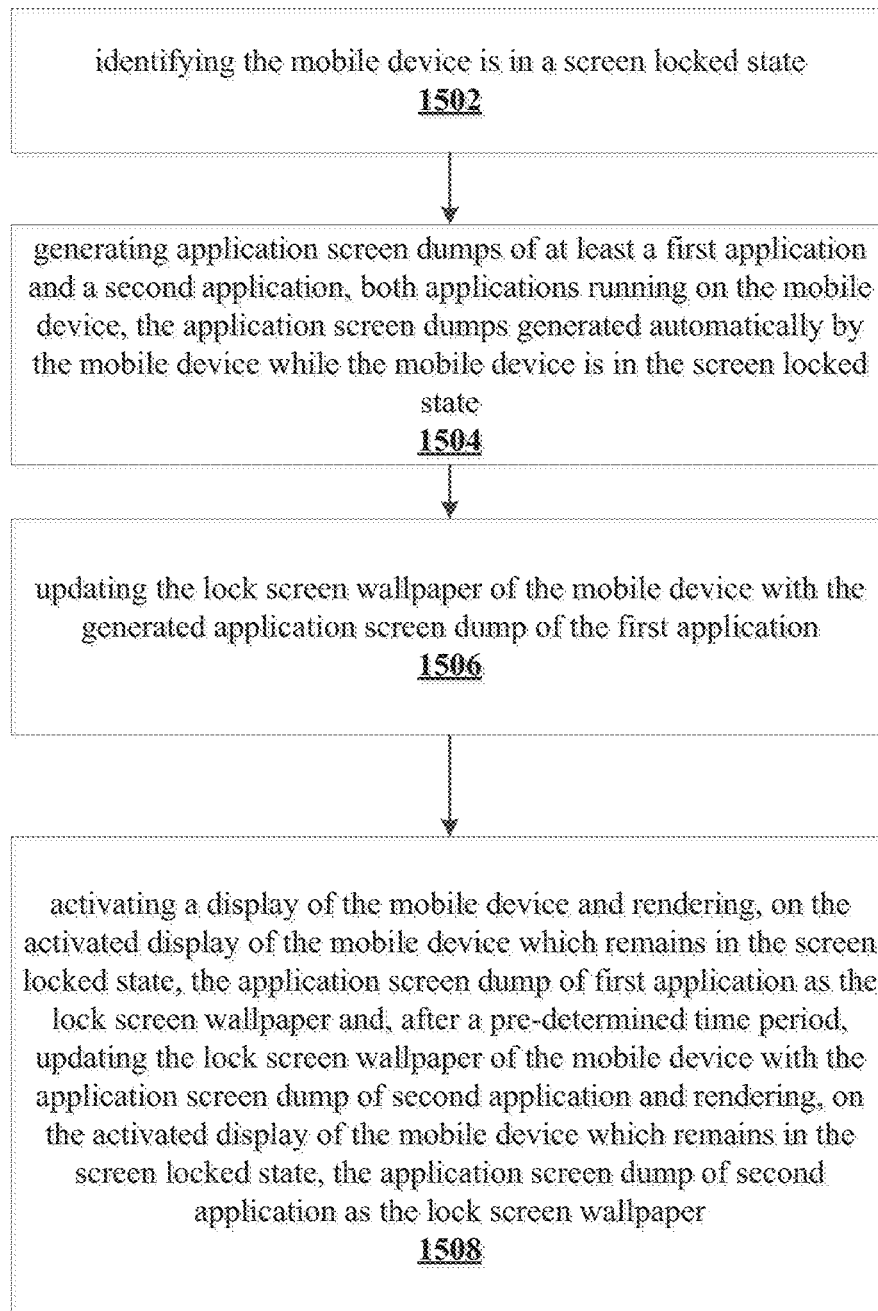 identifying the mobile device is in a screen locked state
1502
generating application screen dumps of at least a first application
and a second application, both applications running on the mobile
device, the application screen dumps generated automatically by
the mobile device while the mobile device is in the screen locked
state
1504
updating the lock screen wallpaper of the mobile device with the
generated application screen dump of the first application
1506
activating a display of the mobile device and rendering, on the
activated display of the mobile device which remains in the screen
locked state, the application screen dump of first application as the
lock screen wallpaper and, after a pre-determined time period,
updating the lock screen wallpaper of the mobile device with the
application screen dump of second application and rendering, on
the activated display of the mobile device which remains in the
screen locked state, the application screen dump of second
application as the lock screen wallpaper
1508